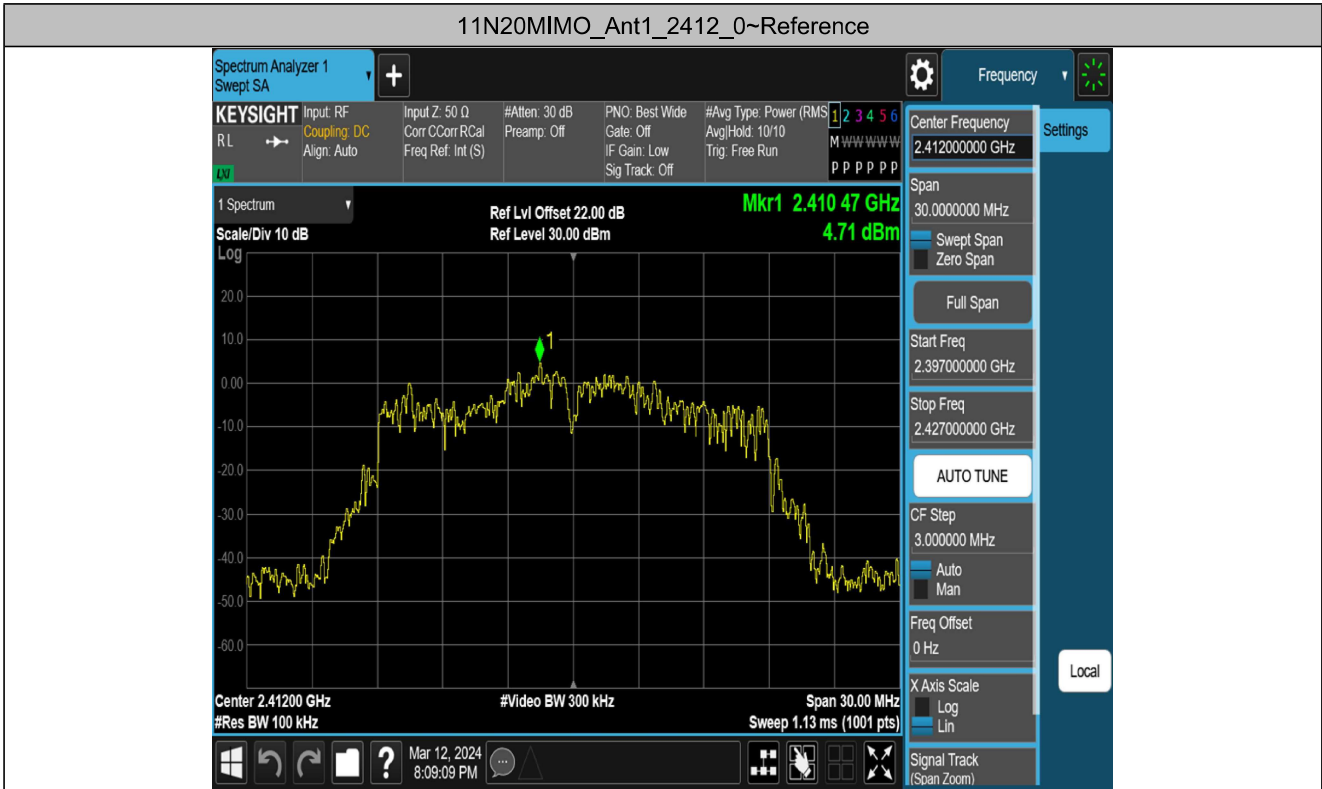 11N20MIMO_Ant1_2412_0~Reference
Spectrum Analyzer 1
Swept SA
+
Frequency
KEYSIGHT
RL
LXI
Input: RF
Coupling: DC
Align: Auto
Input Z: 50 Ω
Corr CCorr RCal
Freq Ref: Int (S)
#Atten: 30 dB
Preamp: Off
PNO: Best Wide
Gate: Off
IF Gain: Low
Sig Track: Off
#Avg Type: Power (RMS
Avg|Hold: 10/10
Trig: Free Run
1 2 3 4 5 6
M W W W W W
P P P P P P
1 Spectrum
Scale/Div 10 dB
Log
Ref Lvl Offset 22.00 dB
Ref Level 30.00 dBm
Mkr1 2.410 47 GHz
4.71 dBm
20.0
10.0
0.00
-10.0
-20.0
-30.0
-40.0
-50.0
-60.0
1
Center 2.41200 GHz
#Res BW 100 kHz
#Video BW 300 kHz
Span 30.00 MHz
Sweep 1.13 ms (1001 pts)
Mar 12, 2024
8:09:09 PM
?
Center Frequency
2.412000000 GHz
Span
30.0000000 MHz
Swept Span
Zero Span
Full Span
Start Freq
2.397000000 GHz
Stop Freq
2.427000000 GHz
AUTO TUNE
CF Step
3.000000 MHz
Auto
Man
Freq Offset
0 Hz
X Axis Scale
Log
Lin
Signal Track
(Span Zoom)
Settings
Local